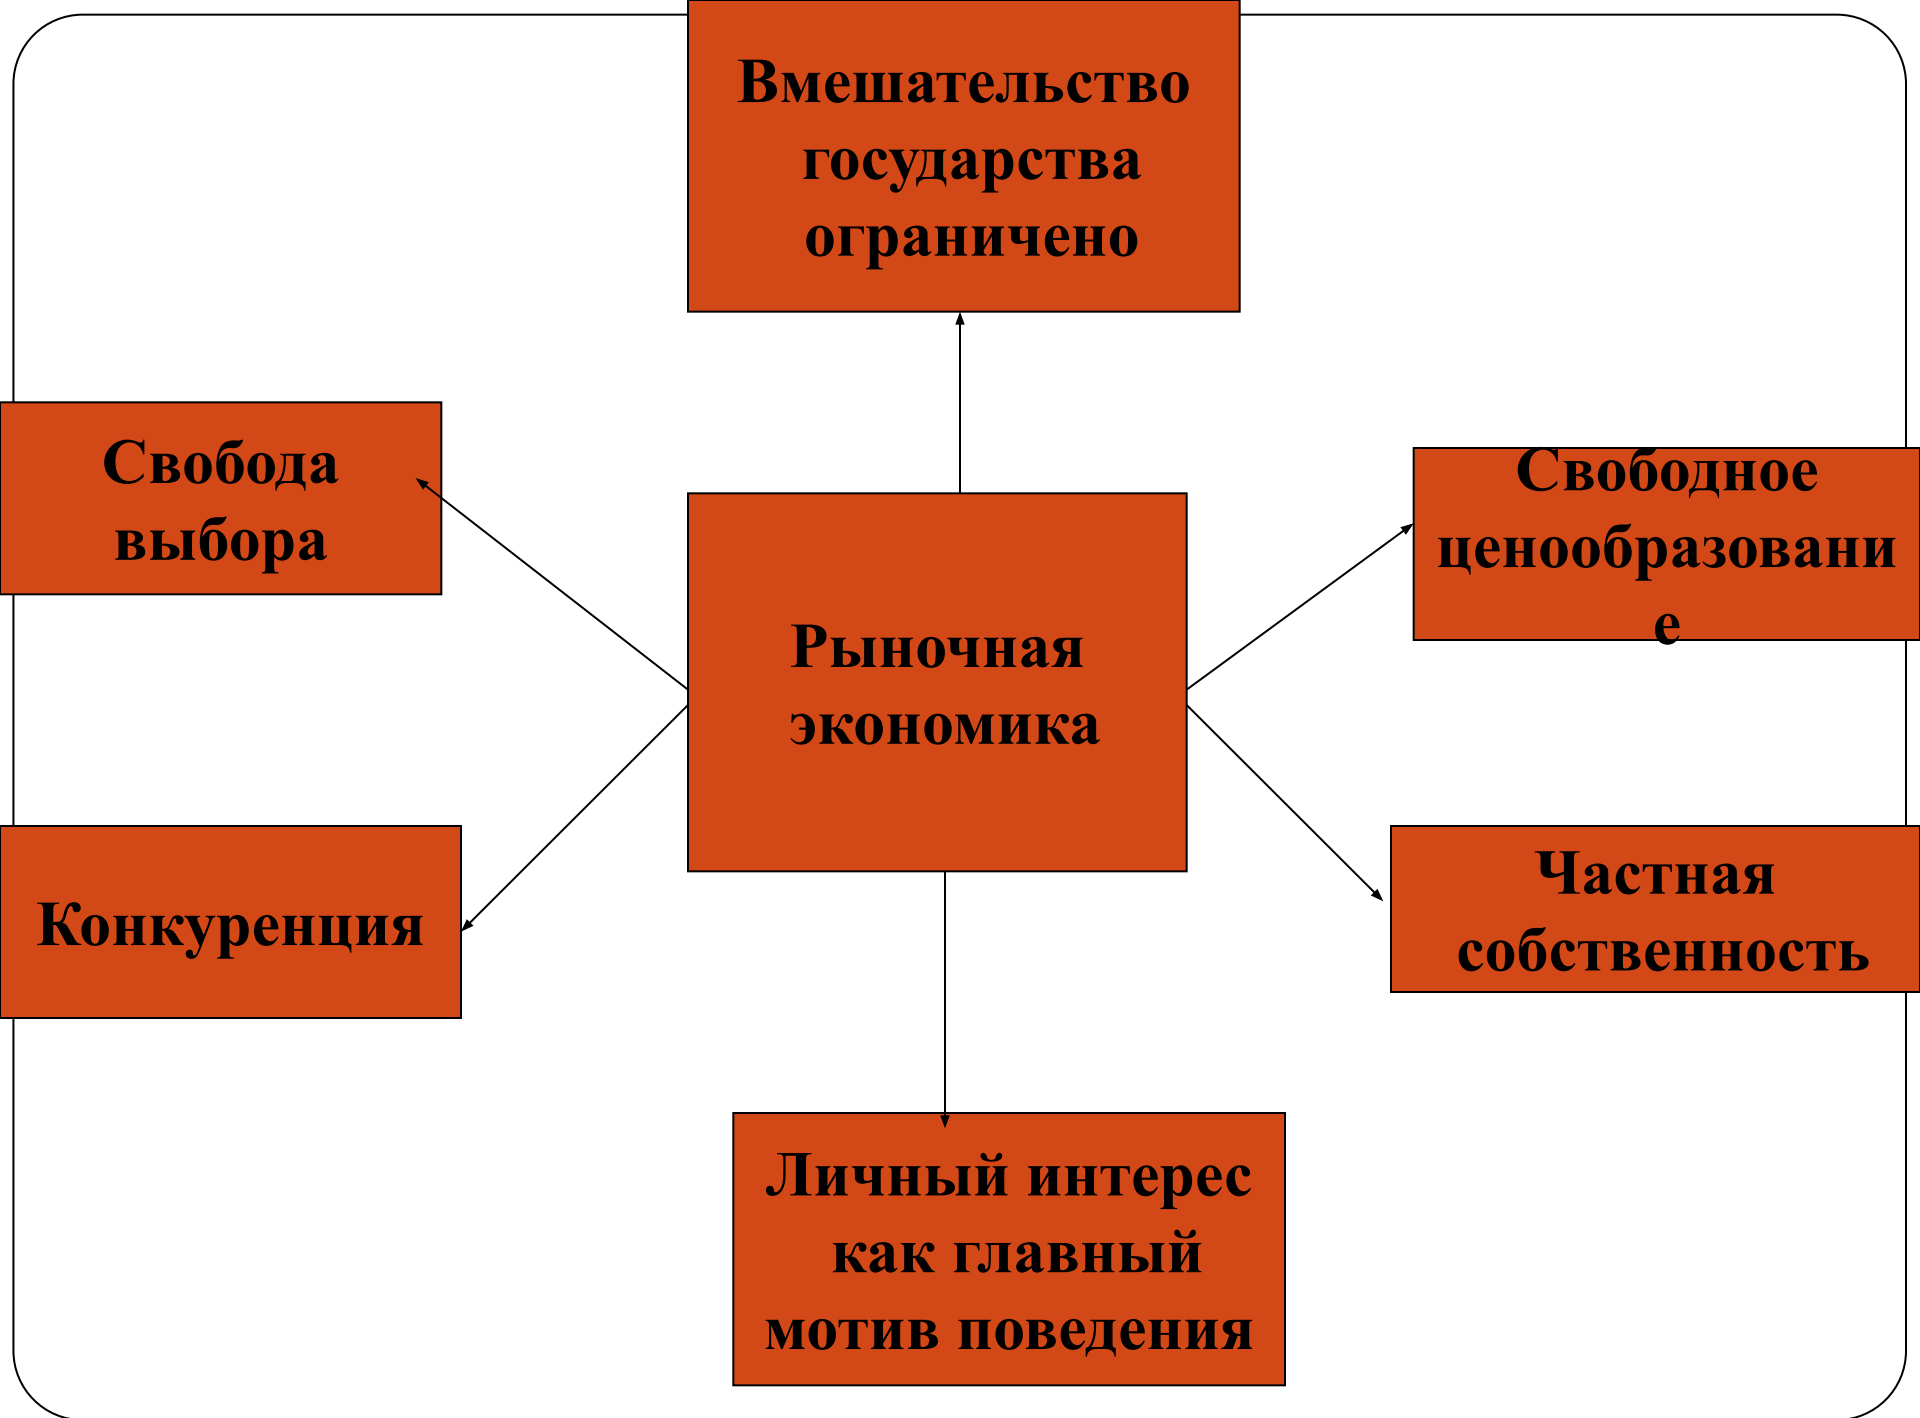 Вмешательство
государства
ограничено
Свобода
выбора
Свободное
ценообразовани
е
Рыночная
экономика
Конкуренция
Частная
собственность
Личный интерес
как главный
мотив поведения